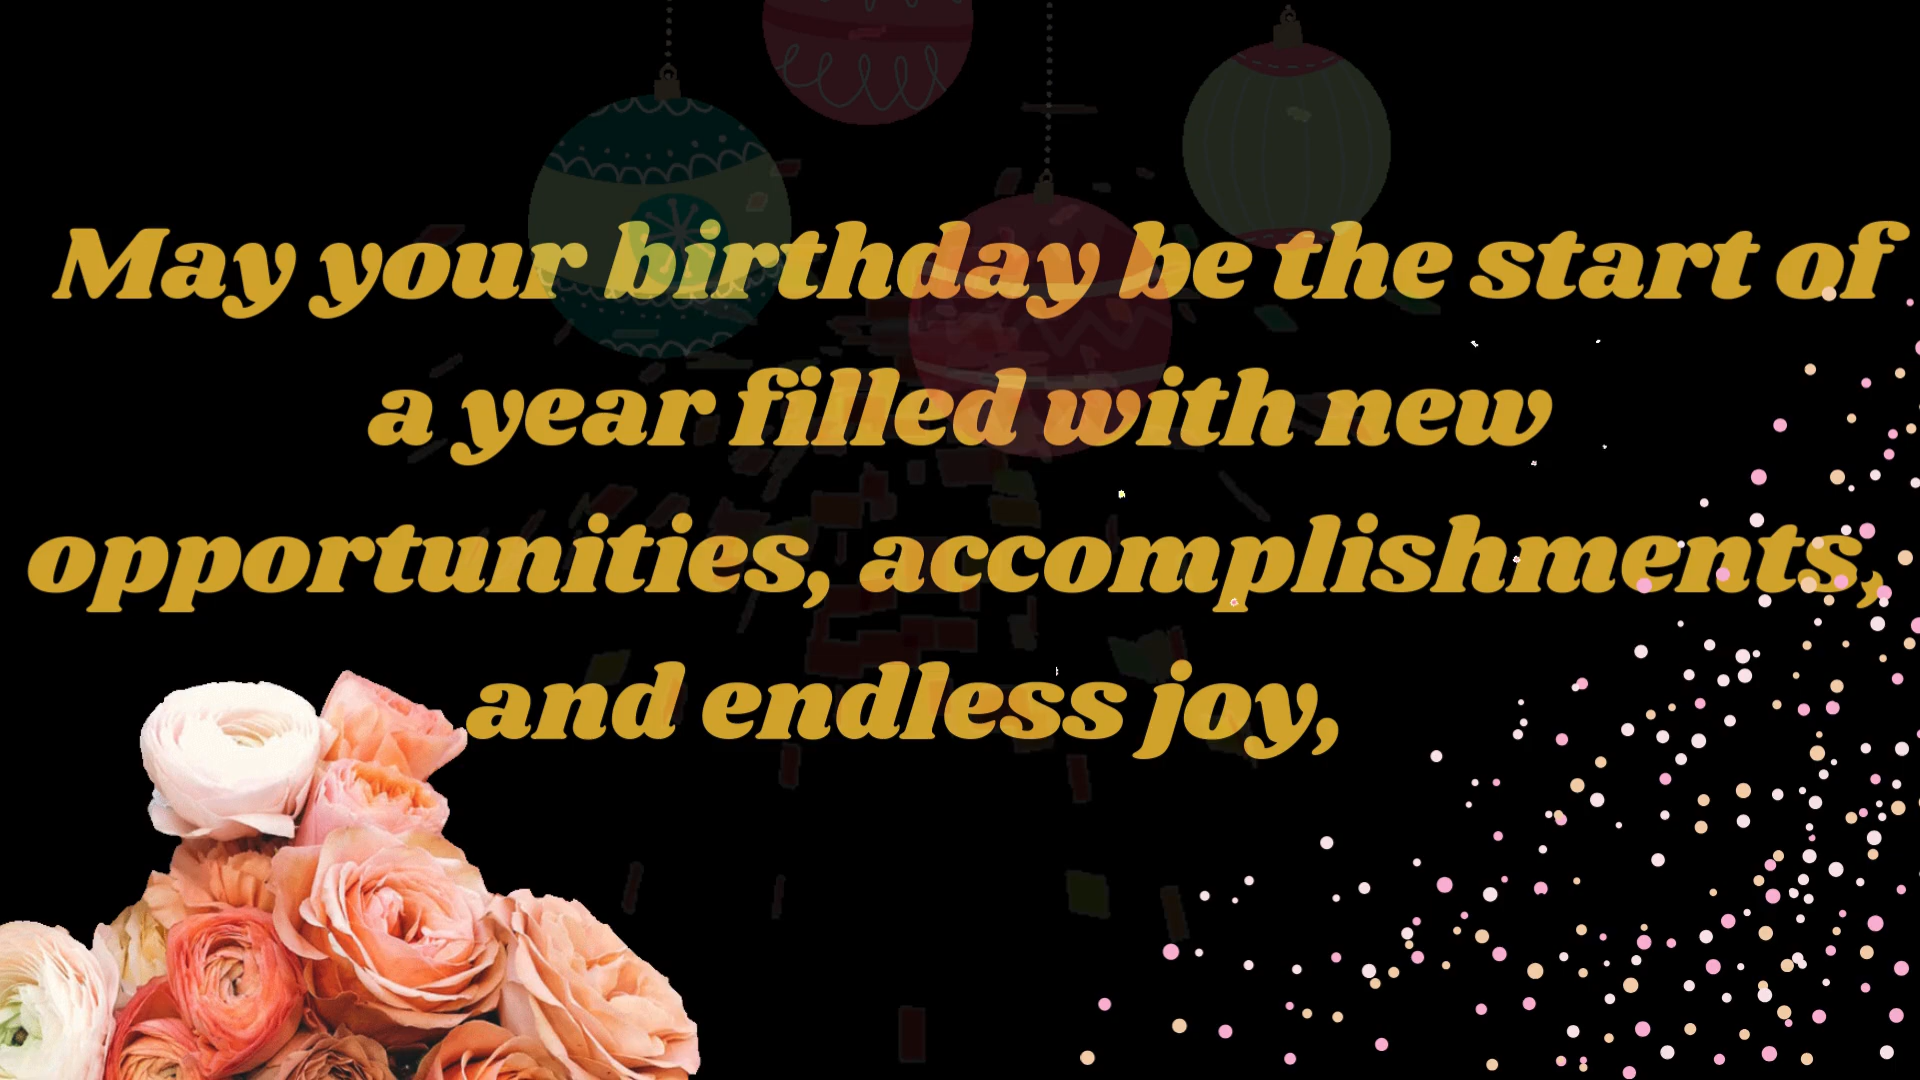 May your birthday be the start of
a year filled with new
opportunities, accomplishments,
and endless joy,